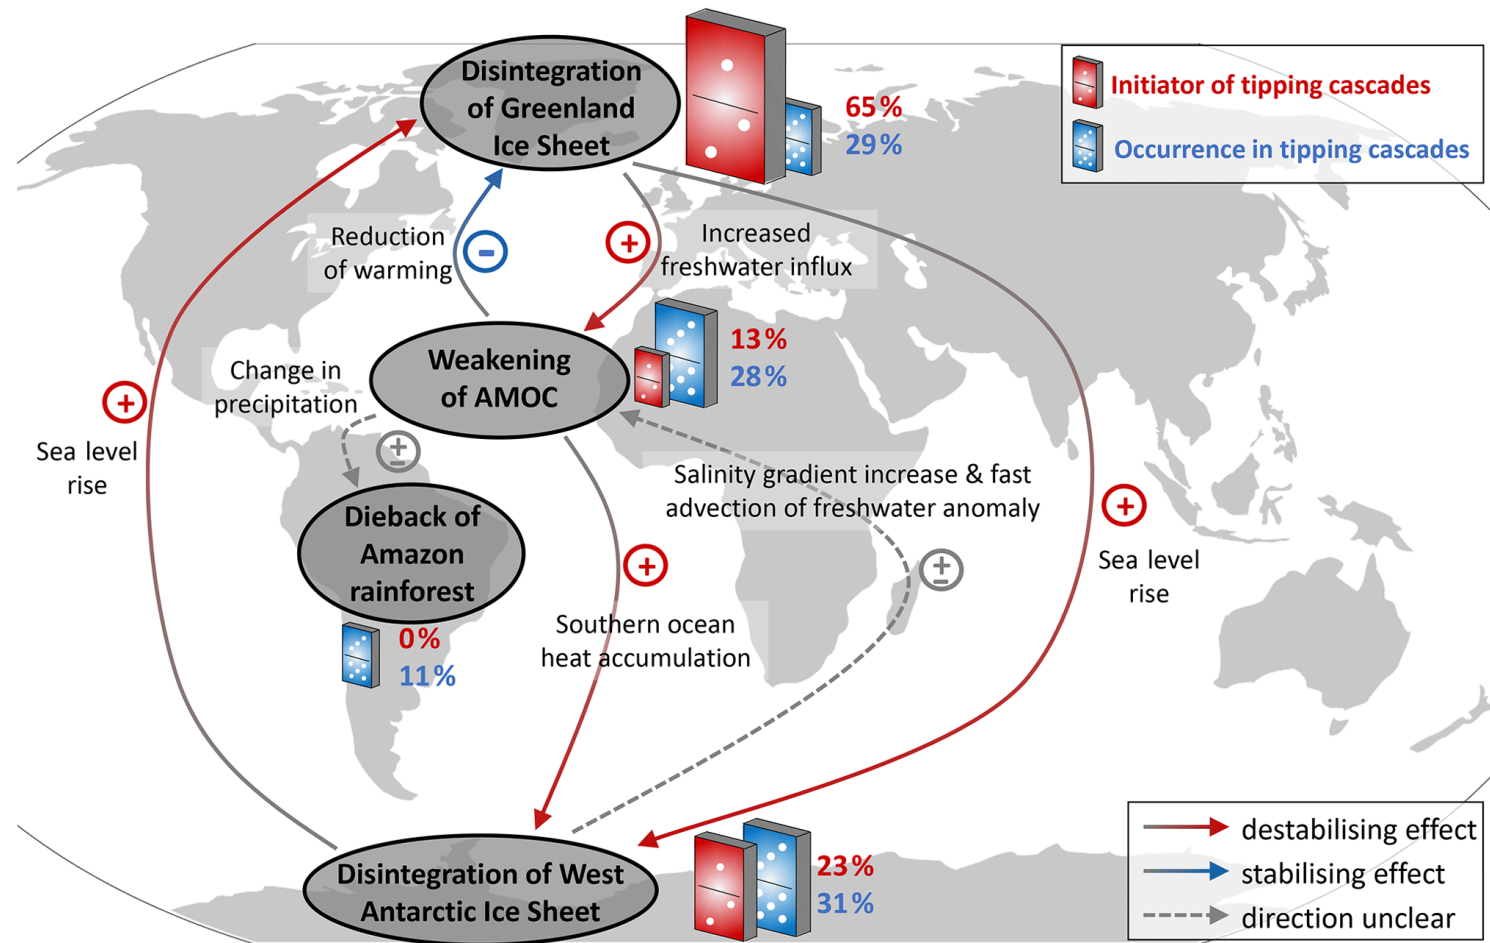 Disintegration
of Greenland
Ice Sheet
65%
29%
Initiator of tipping cascades
Occurrence in tipping cascades
Reduction
of warming
-
+
Increased
freshwater influx
Weakening
of AMOC
13%
28%
Change in
precipitation
±
+
Sea level
rise
Salinity gradient increase & fast
advection of freshwater anomaly
±
+
Sea level
rise
Dieback of
Amazon
rainforest
0%
11%
+
Southern ocean
heat accumulation
Disintegration of West
Antarctic Ice Sheet
23%
31%
destabilising effect
stabilising effect
direction unclear